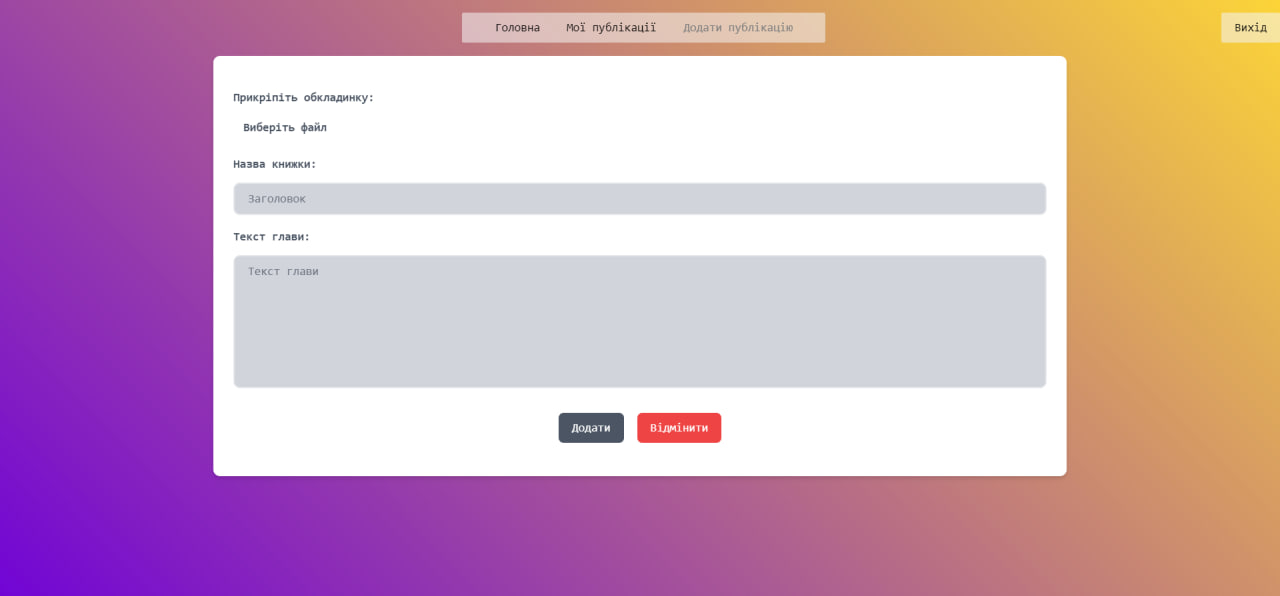 Головна Мої публікації Додати публікацію Вихід
Прикріпіть обкладинку:
Виберіть файл
Назва книжки:
Заголовок
Текст глави:
Текст глави
Додати Відмінити